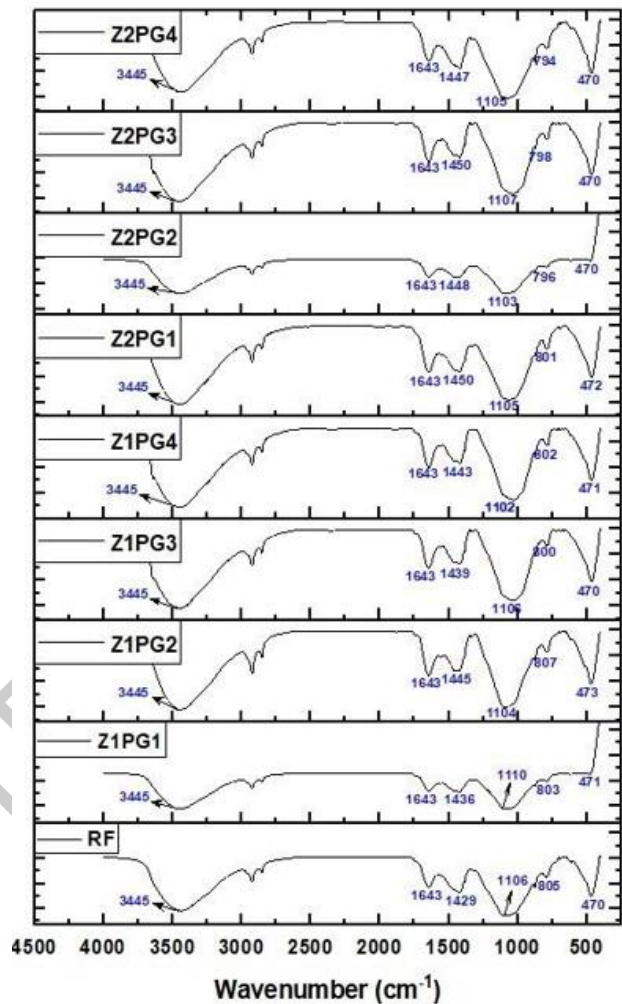 Z2PG4
3445 1643 1447 1105 794 470
Z2PG3
3445 1643 1450 1107 798 470
Z2PG2
3445 1643 1448 1103 796 470
Z2PG1
3445 1643 1450 1105 801 472
Z1PG4
3445 1643 1443 1102 802 471
Z1PG3
3445 1643 1439 1103 800 470
Z1PG2
3445 1643 1445 1104 807 473
Z1PG1
3445 1643 1436 1110 803 471
RF
3445 1643 1429 1106 805 470
4500 4000 3500 3000 2500 2000 1500 1000 500
Wavenumber (cm⁻¹)